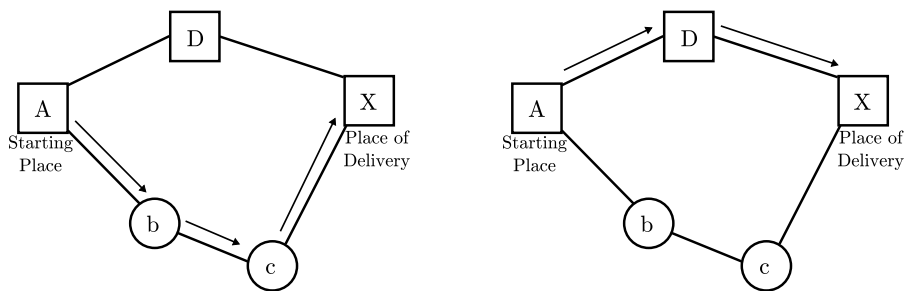 D
A
X
Starting
Place
Place of
Delivery
b
c
D
A
X
Starting
Place
Place of
Delivery
b
c